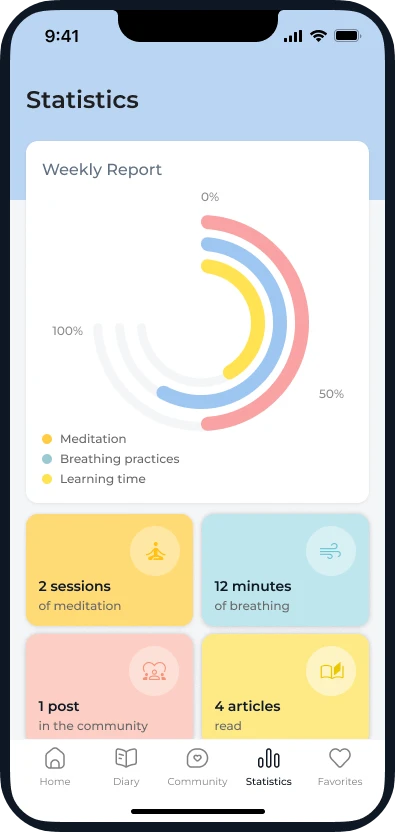 9:41
Statistics
Weekly Report
0%
100%
50%
Meditation
Breathing practices
Learning time
2 sessions
of meditation
12 minutes
of breathing
1 post
in the community
4 articles
read
Home
Diary
Community
Statistics
Favorites